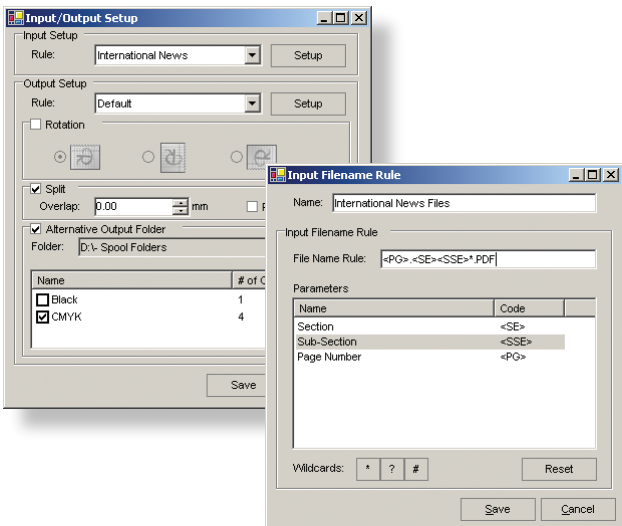 Input/Output Setup
Input Setup
Rule: International News Setup
Output Setup
Rule: Default Setup
Rotation
Split
Overlap: 0.00 mm
Alternative Output Folder
Folder: D:\- Spool Folders
Name # of C
Black 1
CMYK 4
Save
Input Filename Rule
Name: International News Files
Input Filename Rule
File Name Rule: <PG>.<SE><SSE>*.PDF
Parameters
Name Code
Section <SE>
Sub-Section <SSE>
Page Number <PG>
Wildcards: * ? # Reset
Save Cancel